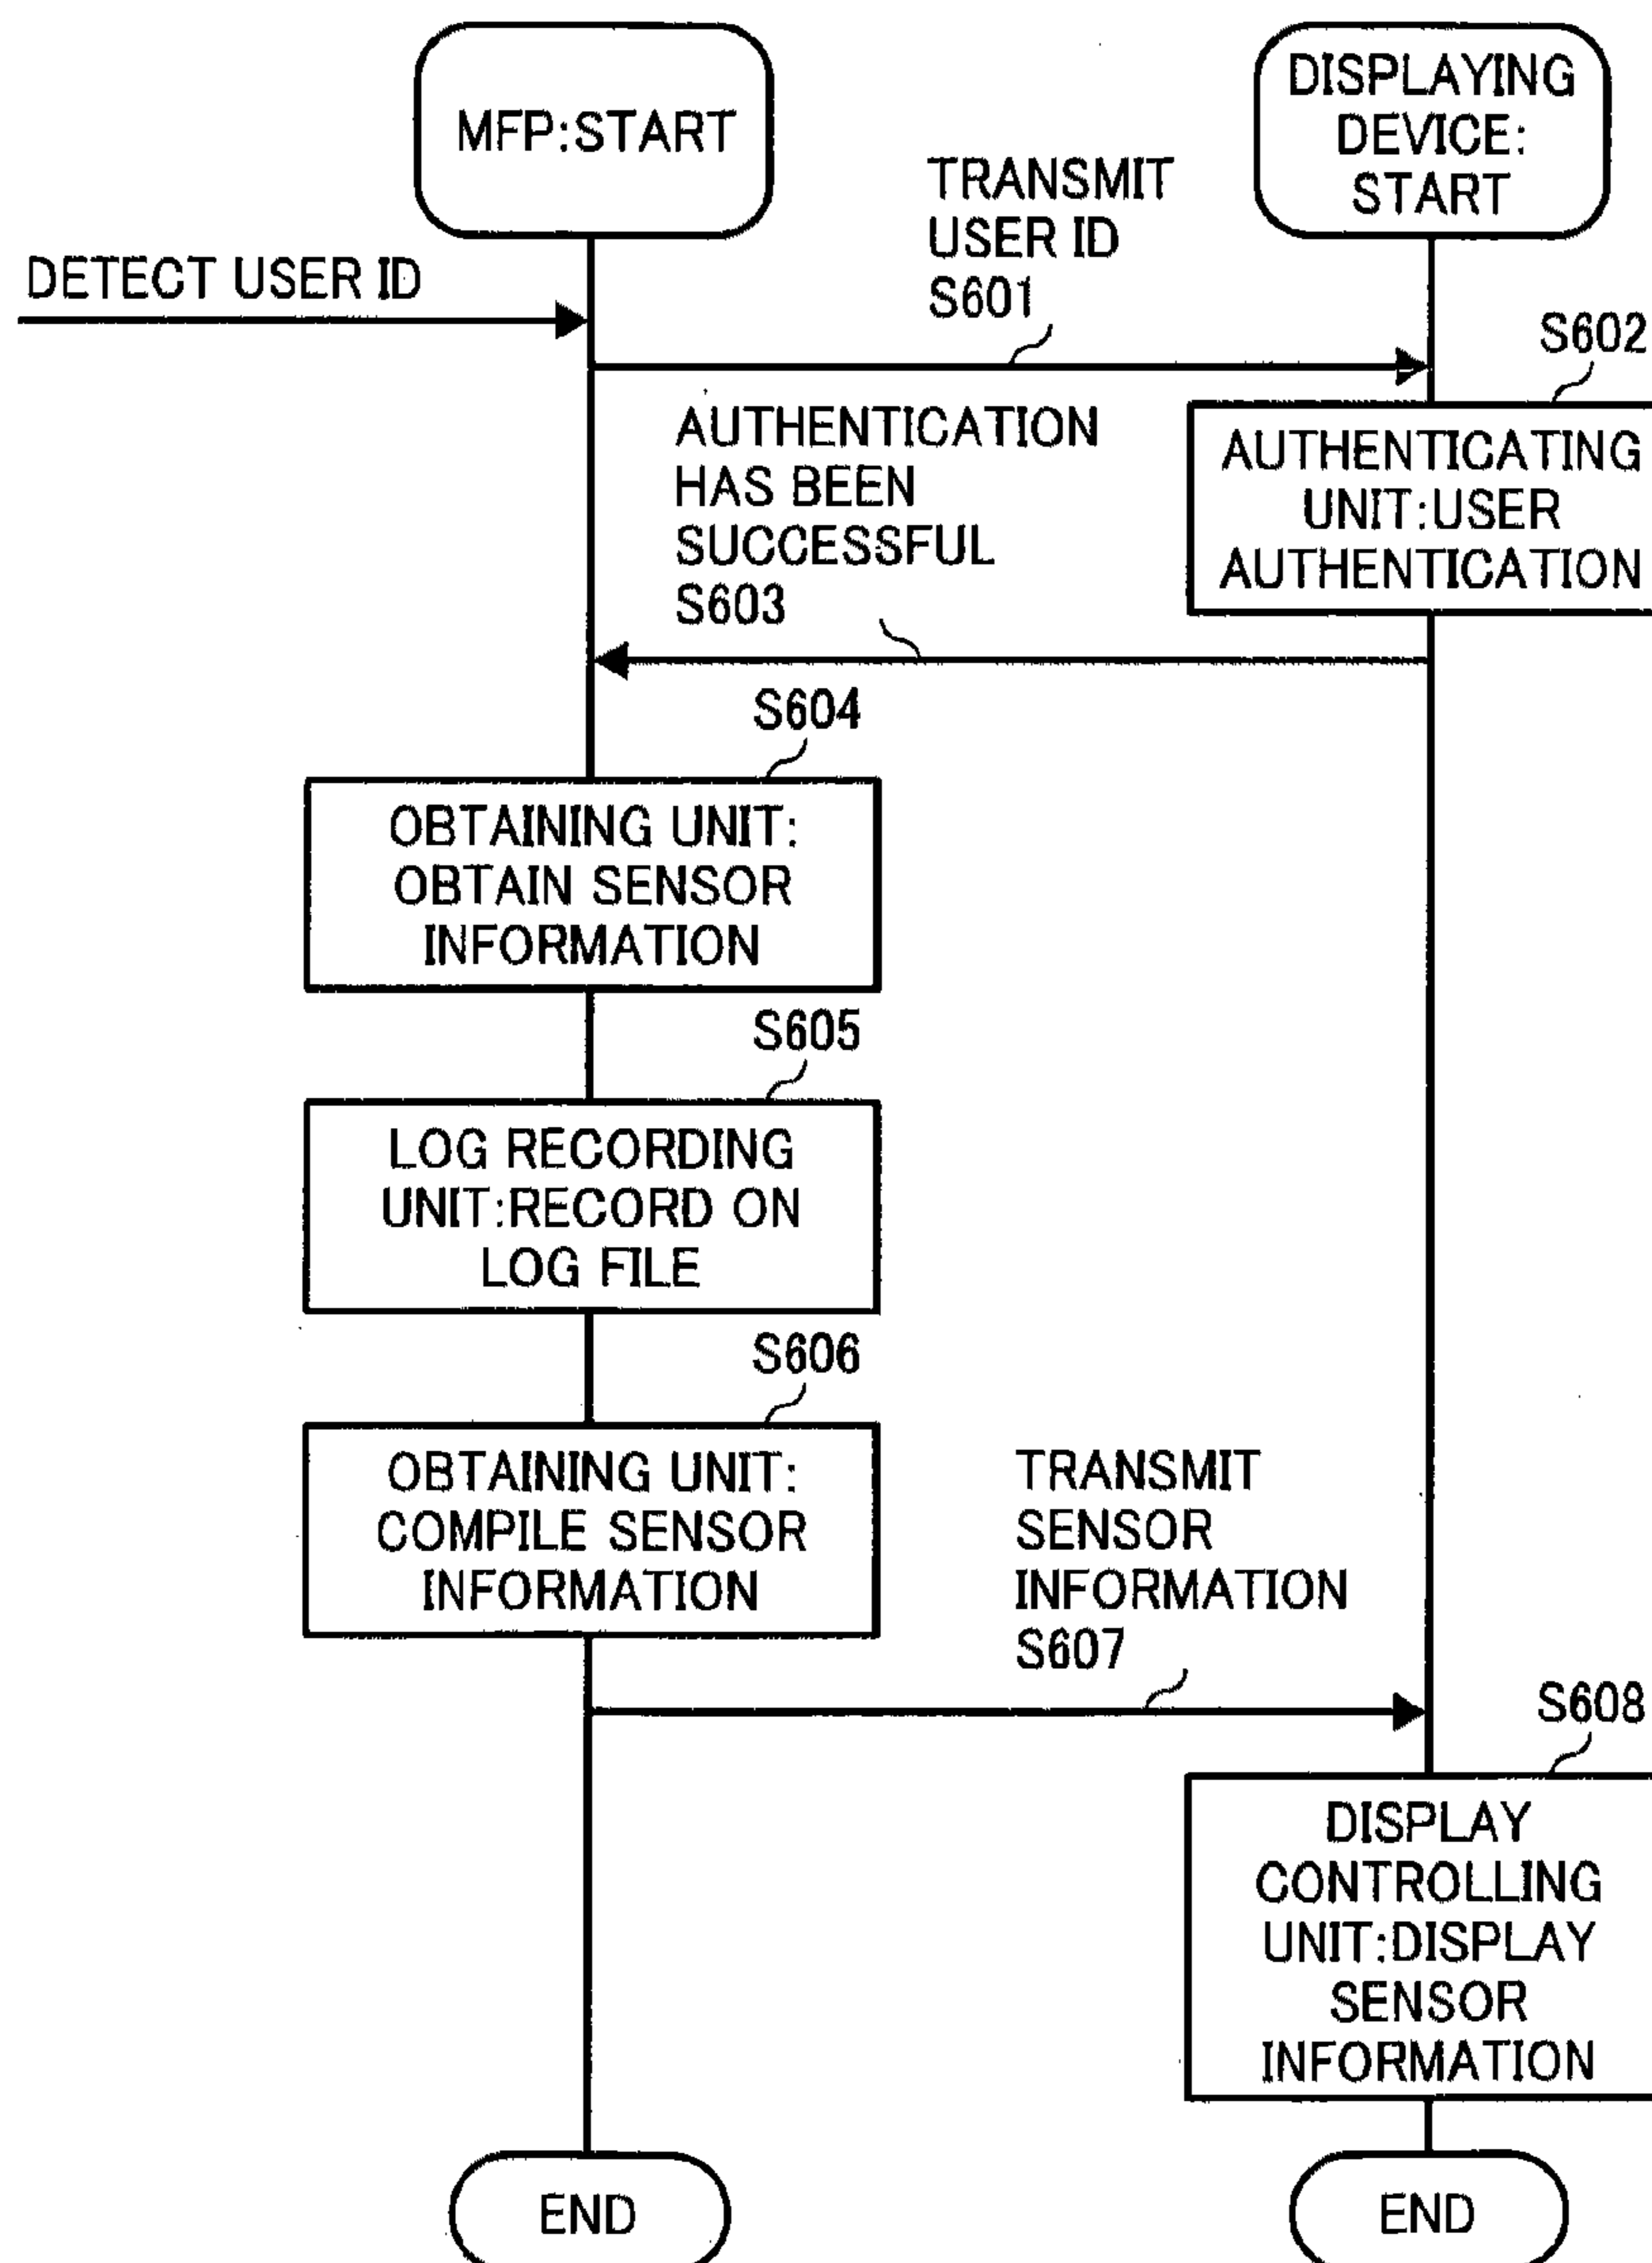 MFP:START
DISPLAYING
DEVICE:
START
DETECT USER ID
TRANSMIT
USER ID
S601
S602
AUTHENTICATING
UNIT:USER
AUTHENTICATION
AUTHENTICATION
HAS BEEN
SUCCESSFUL
S603
S604
OBTAINING UNIT:
OBTAIN SENSOR
INFORMATION
S605
LOG RECORDING
UNIT:RECORD ON
LOG FILE
S606
OBTAINING UNIT:
COMPILE SENSOR
INFORMATION
TRANSMIT
SENSOR
INFORMATION
S607
S608
DISPLAY
CONTROLLING
UNIT:DISPLAY
SENSOR
INFORMATION
END
END